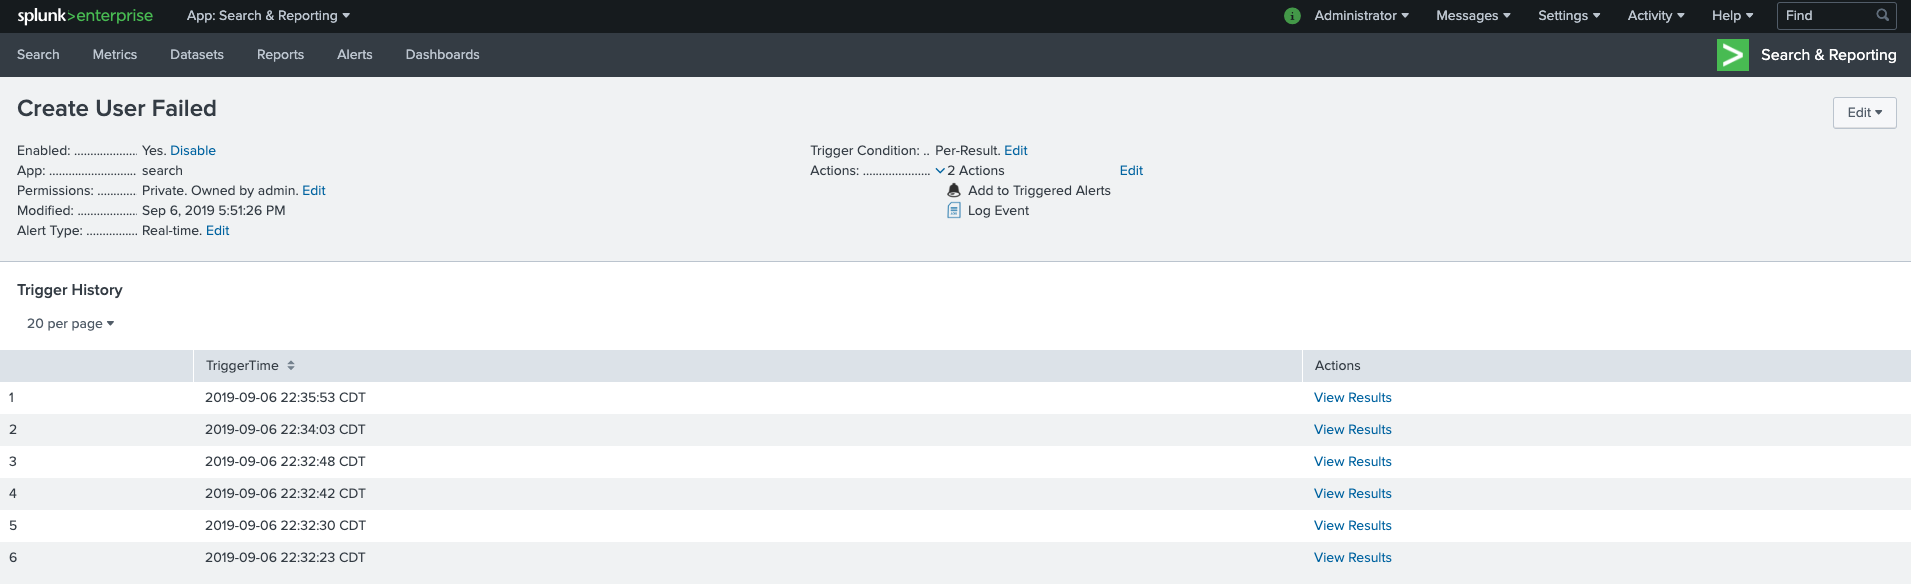 splunk>enterprise App: Search & Reporting i Administrator Messages Settings Activity Help Find
Search Metrics Datasets Reports Alerts Dashboards > Search & Reporting
Create User Failed Edit
Enabled: ................... Yes. Disable
App: .......................... search
Permissions: ............ Private. Owned by admin. Edit
Modified: .................. Sep 6, 2019 5:51:26 PM
Alert Type: ................ Real-time. Edit
Trigger Condition: .. Per-Result. Edit
Actions: ..................... 2 Actions Edit
Add to Triggered Alerts
Log Event
Trigger History
20 per page
TriggerTime Actions
1 2019-09-06 22:35:53 CDT View Results
2 2019-09-06 22:34:03 CDT View Results
3 2019-09-06 22:32:48 CDT View Results
4 2019-09-06 22:32:42 CDT View Results
5 2019-09-06 22:32:30 CDT View Results
6 2019-09-06 22:32:23 CDT View Results